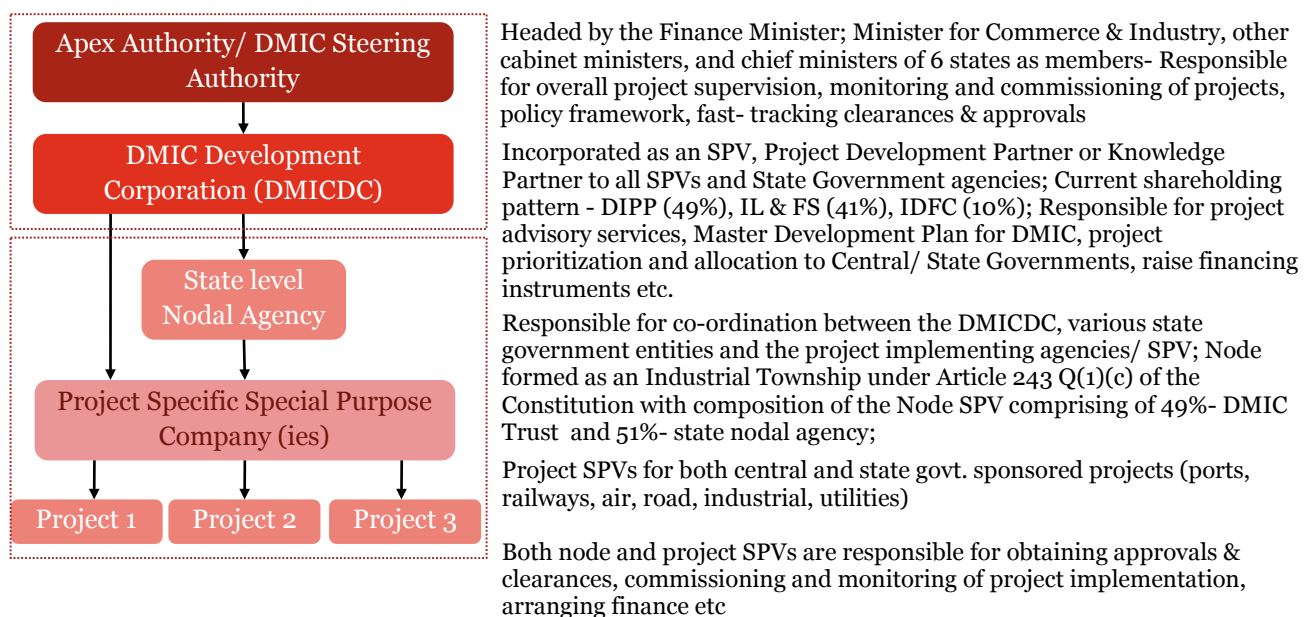 Apex Authority/ DMIC Steering
Authority
DMIC Development
Corporation (DMICDC)
State level
Nodal Agency
Project Specific Special Purpose
Company (ies)
Project 1
Project 2
Project 3
Headed by the Finance Minister; Minister for Commerce & Industry, other
cabinet ministers, and chief ministers of 6 states as members- Responsible
for overall project supervision, monitoring and commissioning of projects,
policy framework, fast- tracking clearances & approvals
Incorporated as an SPV, Project Development Partner or Knowledge
Partner to all SPVs and State Government agencies; Current shareholding
pattern - DIPP (49%), IL & FS (41%), IDFC (10%); Responsible for project
advisory services, Master Development Plan for DMIC, project
prioritization and allocation to Central/ State Governments, raise financing
instruments etc.
Responsible for co-ordination between the DMICDC, various state
government entities and the project implementing agencies/ SPV; Node
formed as an Industrial Township under Article 243 Q(1)(c) of the
Constitution with composition of the Node SPV comprising of 49%- DMIC
Trust and 51%- state nodal agency;
Project SPVs for both central and state govt. sponsored projects (ports,
railways, air, road, industrial, utilities)
Both node and project SPVs are responsible for obtaining approvals &
clearances, commissioning and monitoring of project implementation,
arranging finance etc